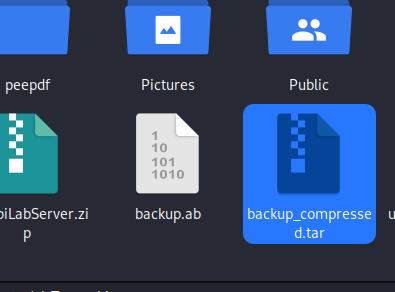 peepdf
Pictures
Public
1
10
101
1010
piLabServer.zi
p
backup.ab
backup_compresse
d.tar